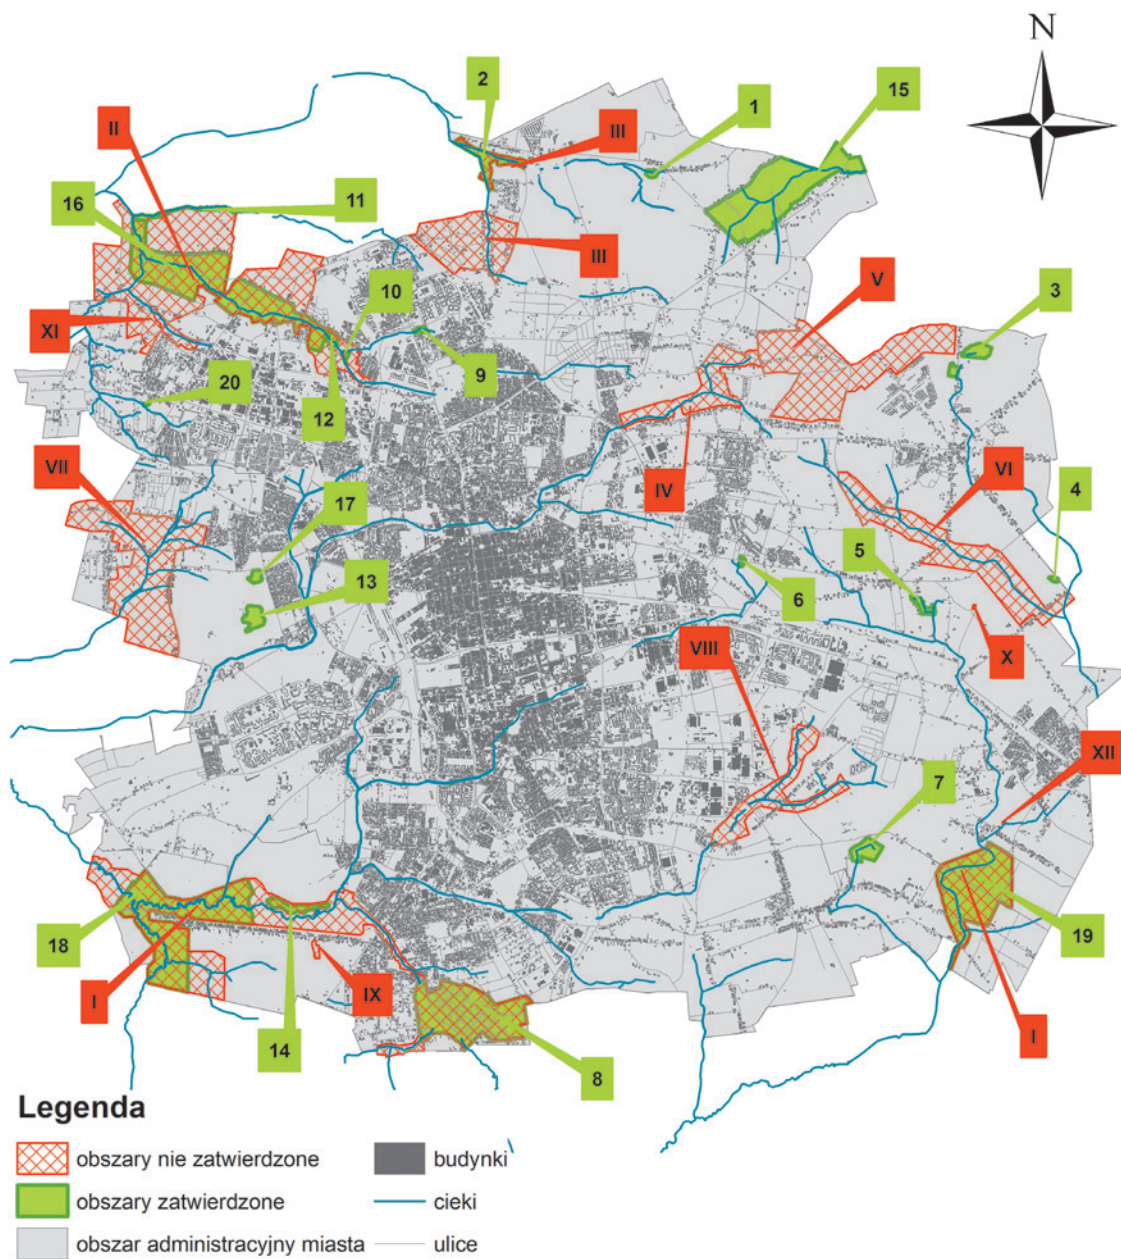 N
2
1
15
III
II
16
11
III
V
3
10
XI
9
20
12
VII
IV
VI
4
17
5
13
6
X
VIII
XII
7
18
19
I
IX
I
14
8
Legenda
obszary nie zatwierdzone
budynki
obszary zatwierdzone
cieki
obszar administracyjny miasta
ulice